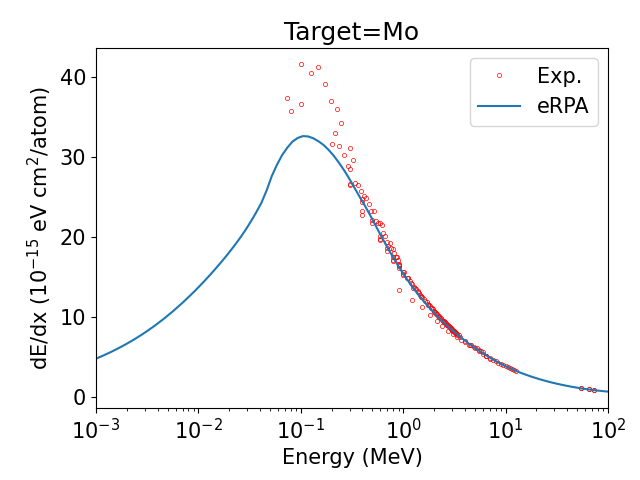 Target=Mo
Exp.
eRPA
dE/dx (10⁻¹⁵ eV cm²/atom)
40
30
20
10
0
10⁻³ 10⁻² 10⁻¹ 10⁰ 10¹ 10²
Energy (MeV)